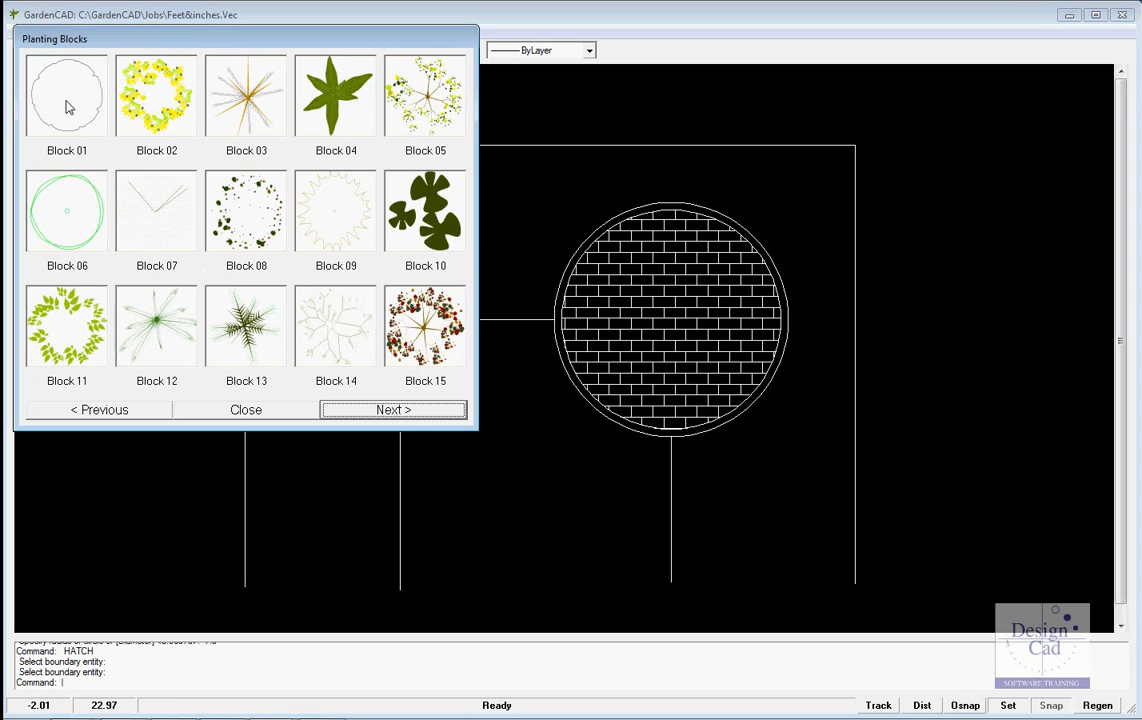 GardenCAD: C:\GardenCAD\Jobs\Feet&inches.Vec
Planting Blocks
ByLayer
Block 01 Block 02 Block 03 Block 04 Block 05
Block 06 Block 07 Block 08 Block 09 Block 10
Block 11 Block 12 Block 13 Block 14 Block 15
< Previous Close Next >
Command: HATCH
Select boundary entity:
Select boundary entity:
Command:
Design
Cad
SOFTWARE TRAINING
-2.01 22.97 Ready Track Dist Osnap Set Snap Regen